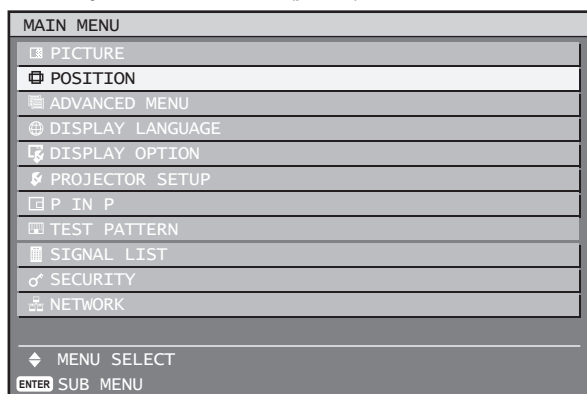 MAIN MENU
PICTURE
POSITION
ADVANCED MENU
DISPLAY LANGUAGE
DISPLAY OPTION
PROJECTOR SETUP
P IN P
TEST PATTERN
SIGNAL LIST
SECURITY
NETWORK
MENU SELECT
ENTER SUB MENU